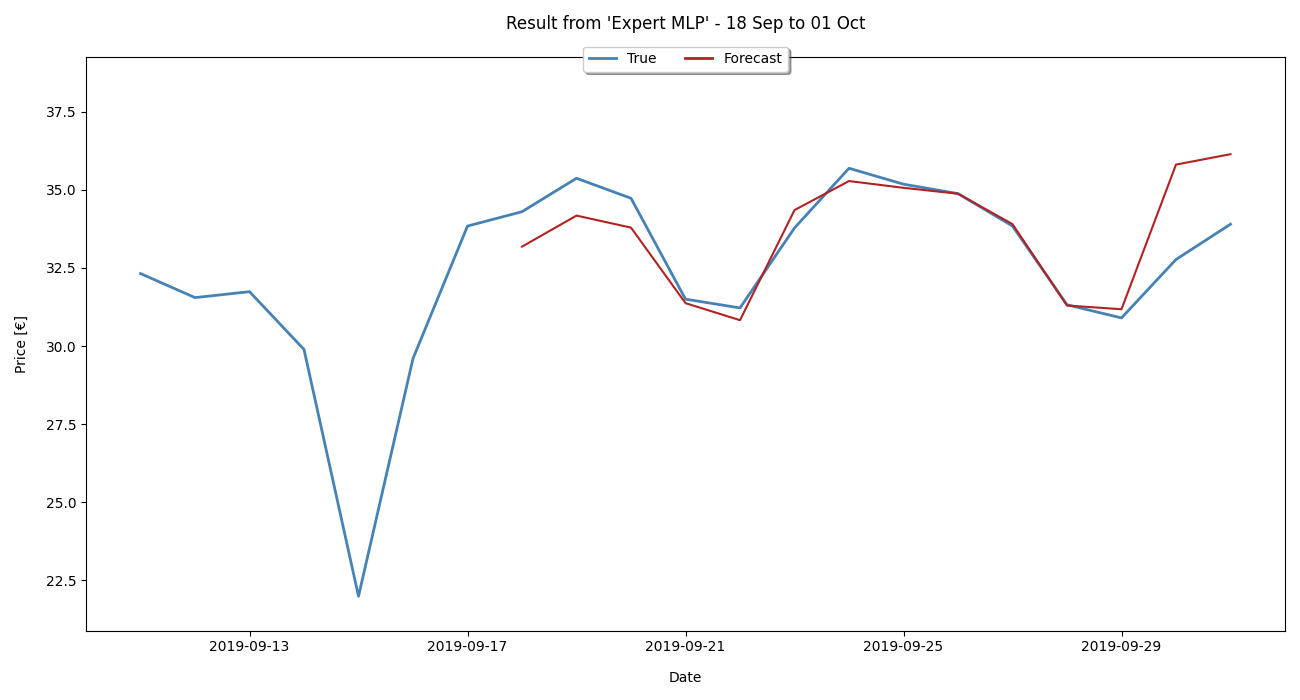 Result from 'Expert MLP' - 18 Sep to 01 Oct
True Forecast
37.5
35.0
32.5
30.0
27.5
25.0
22.5
Price [€]
2019-09-13 2019-09-17 2019-09-21 2019-09-25 2019-09-29
Date